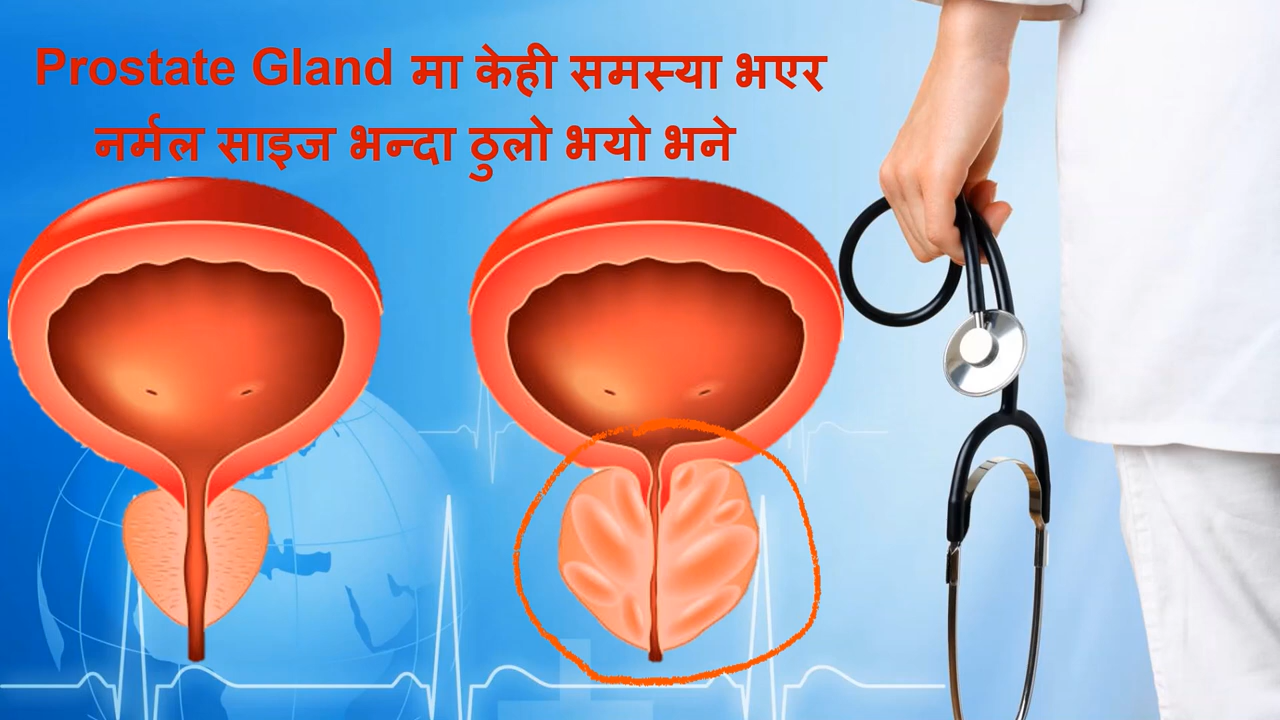 Prostate Gland मा केही समस्या भएर
नर्मल साइज भन्दा ठुलो भयो भने